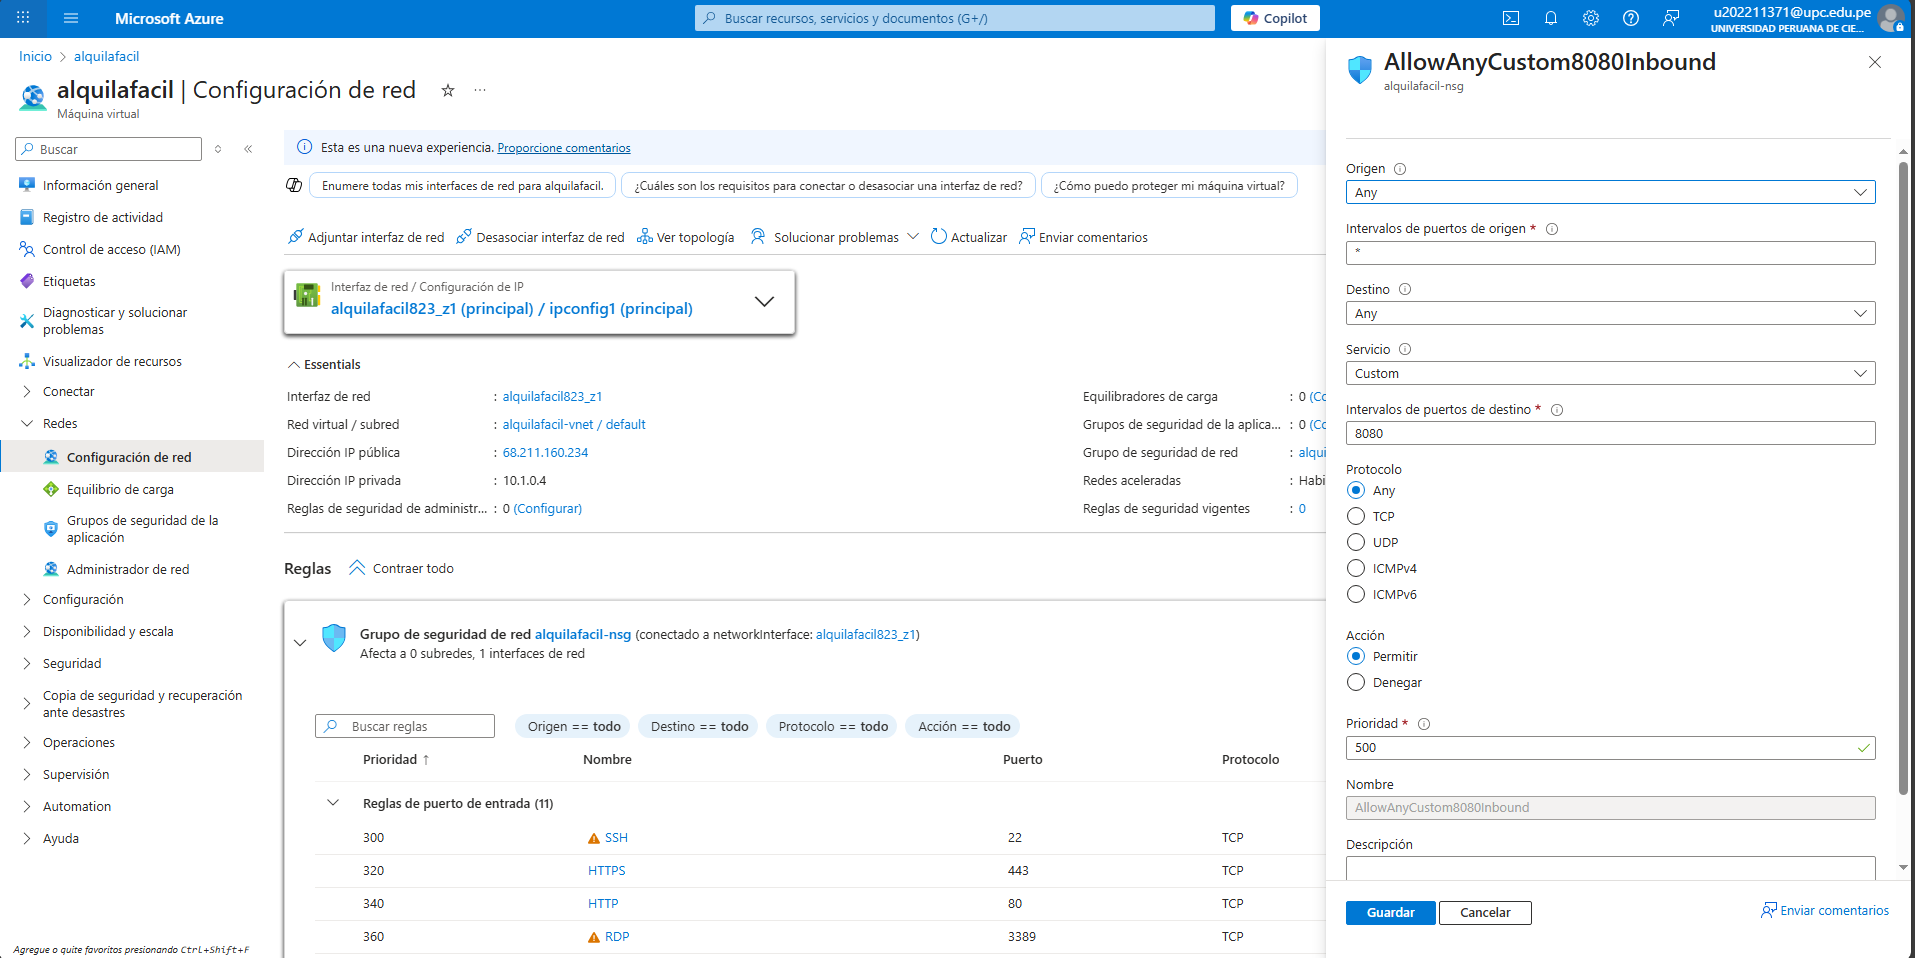 Microsoft Azure
Buscar recursos, servicios y documentos (G+/)
Copilot
u202211371@upc.edu.pe
UNIVERSIDAD PERUANA DE CIE...
Inicio > alquilafacil
alquilafacil | Configuración de red
Máquina virtual
Buscar
Información general
Registro de actividad
Control de acceso (IAM)
Etiquetas
Diagnosticar y solucionar
problemas
Visualizador de recursos
Conectar
Redes
Configuración de red
Equilibrio de carga
Grupos de seguridad de la
aplicación
Administrador de red
Configuración
Disponibilidad y escala
Seguridad
Copia de seguridad y recuperación
ante desastres
Operaciones
Supervisión
Automation
Ayuda
Agregue o quite favoritos presionando Ctrl+Shift+F
Esta es una nueva experiencia. Proporcione comentarios
Enumere todas mis interfaces de red para alquilafacil.
¿Cuáles son los requisitos para conectar o desasociar una interfaz de red?
¿Cómo puedo proteger mi máquina virtual?
Adjuntar interfaz de red
Desasociar interfaz de red
Ver topología
Solucionar problemas
Actualizar
Enviar comentarios
Interfaz de red / Configuración de IP
alquilafacil823_z1 (principal) / ipconfig1 (principal)
Essentials
Interfaz de red : alquilafacil823_z1
Red virtual / subred : alquilafacil-vnet / default
Dirección IP pública : 68.211.160.234
Dirección IP privada : 10.1.0.4
Reglas de seguridad de administr... : 0 (Configurar)
Equilibradores de carga : 0 (Co
Grupos de seguridad de la aplica... : 0 (Co
Grupo de seguridad de red : alqui
Redes aceleradas : Habi
Reglas de seguridad vigentes : 0
Reglas
Contraer todo
Grupo de seguridad de red alquilafacil-nsg (conectado a networkInterface: alquilafacil823_z1)
Afecta a 0 subredes, 1 interfaces de red
Buscar reglas
Origen == todo
Destino == todo
Protocolo == todo
Acción == todo
Prioridad ↑ Nombre Puerto Protocolo
Reglas de puerto de entrada (11)
300 SSH 22 TCP
320 HTTPS 443 TCP
340 HTTP 80 TCP
360 RDP 3389 TCP
AllowAnyCustom8080Inbound
alquilafacil-nsg
Origen
Any
Intervalos de puertos de origen *
*
Destino
Any
Servicio
Custom
Intervalos de puertos de destino *
8080
Protocolo
Any
TCP
UDP
ICMPv4
ICMPv6
Acción
Permitir
Denegar
Prioridad *
500
Nombre
AllowAnyCustom8080Inbound
Descripción
Guardar
Cancelar
Enviar comentarios